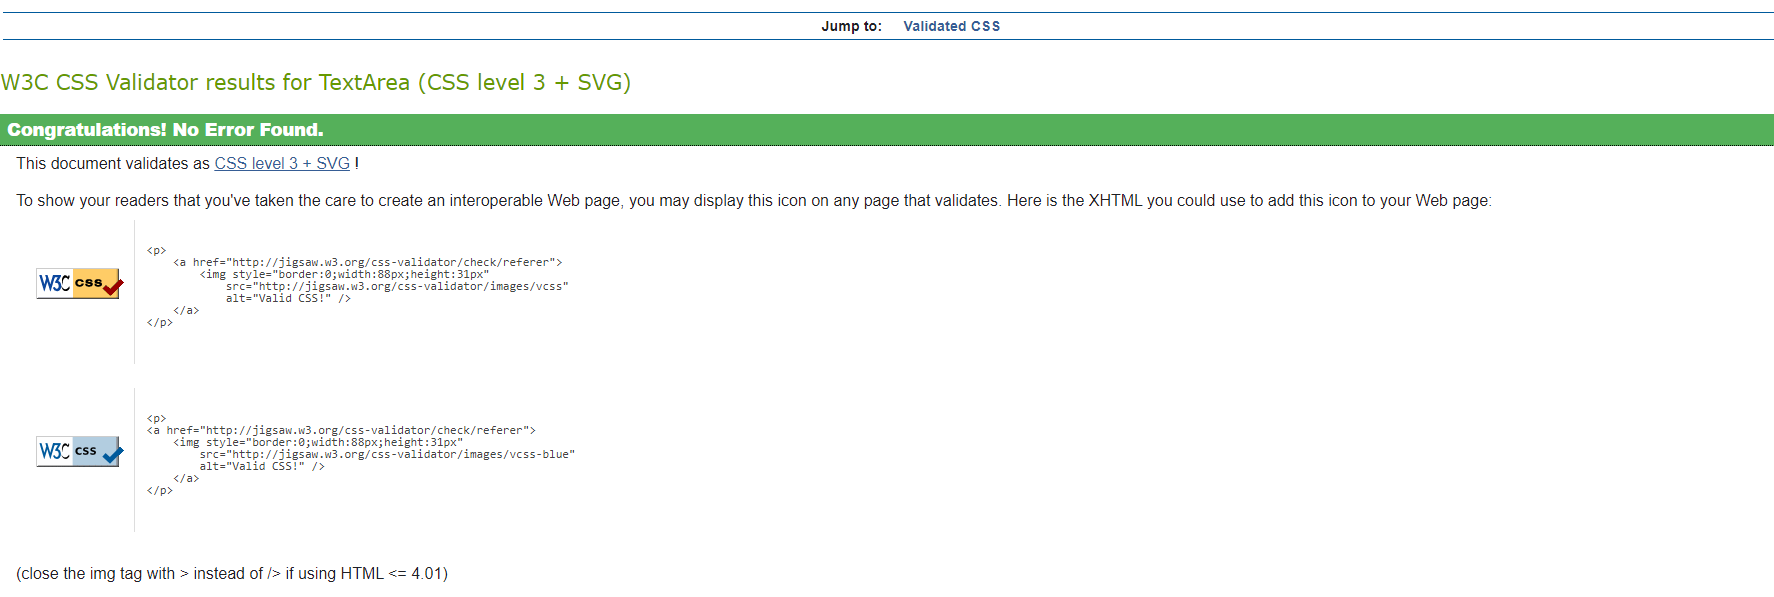 Jump to: Validated CSS
W3C CSS Validator results for TextArea (CSS level 3 + SVG)
Congratulations! No Error Found.
This document validates as CSS level 3 + SVG !
To show your readers that you've taken the care to create an interoperable Web page, you may display this icon on any page that validates. Here is the XHTML you could use to add this icon to your Web page:
W3C css
<p>
    <a href="http://jigsaw.w3.org/css-validator/check/referer">
        <img style="border:0;width:88px;height:31px"
            src="http://jigsaw.w3.org/css-validator/images/vcss"
            alt="Valid CSS!" />
    </a>
</p>
W3C css
<p>
<a href="http://jigsaw.w3.org/css-validator/check/referer">
    <img style="border:0;width:88px;height:31px"
        src="http://jigsaw.w3.org/css-validator/images/vcss-blue"
        alt="Valid CSS!" />
    </a>
</p>
(close the img tag with > instead of /> if using HTML <= 4.01)